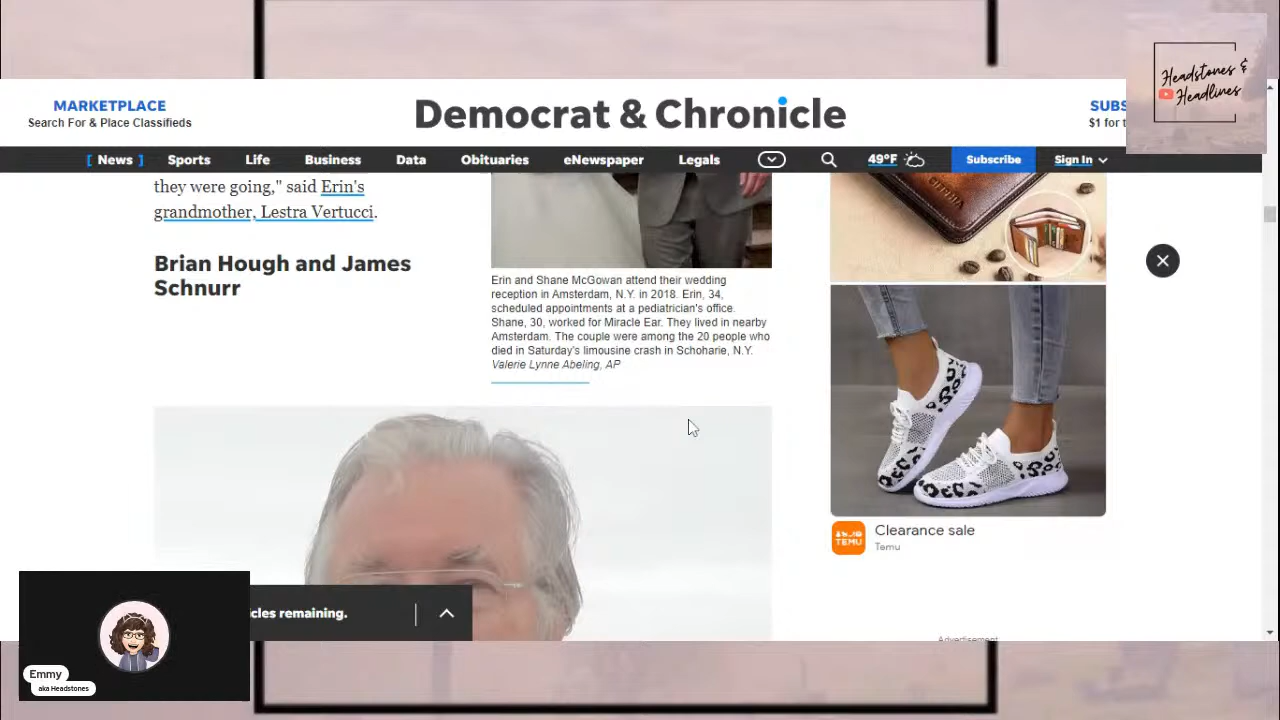 Headstones &
Headlines
MARKETPLACE
Search For & Place Classifieds
Democrat & Chronicle
SUBS
$1 for t
[ News ]
Sports
Life
Business
Data
Obituaries
eNewspaper
Legals
49°F
Subscribe
Sign In
they were going," said Erin's
grandmother, Lestra Vertucci.
Brian Hough and James
Schnurr
Erin and Shane McGowan attend their wedding
reception in Amsterdam, N.Y. in 2018. Erin, 34,
scheduled appointments at a pediatrician's office.
Shane, 30, worked for Miracle Ear. They lived in nearby
Amsterdam. The couple were among the 20 people who
died in Saturday's limousine crash in Schoharie, N.Y.
Valerie Lynne Abeling, AP
Clearance sale
Temu
TEMU
cles remaining.
Advertisement
Emmy
aka Headstones